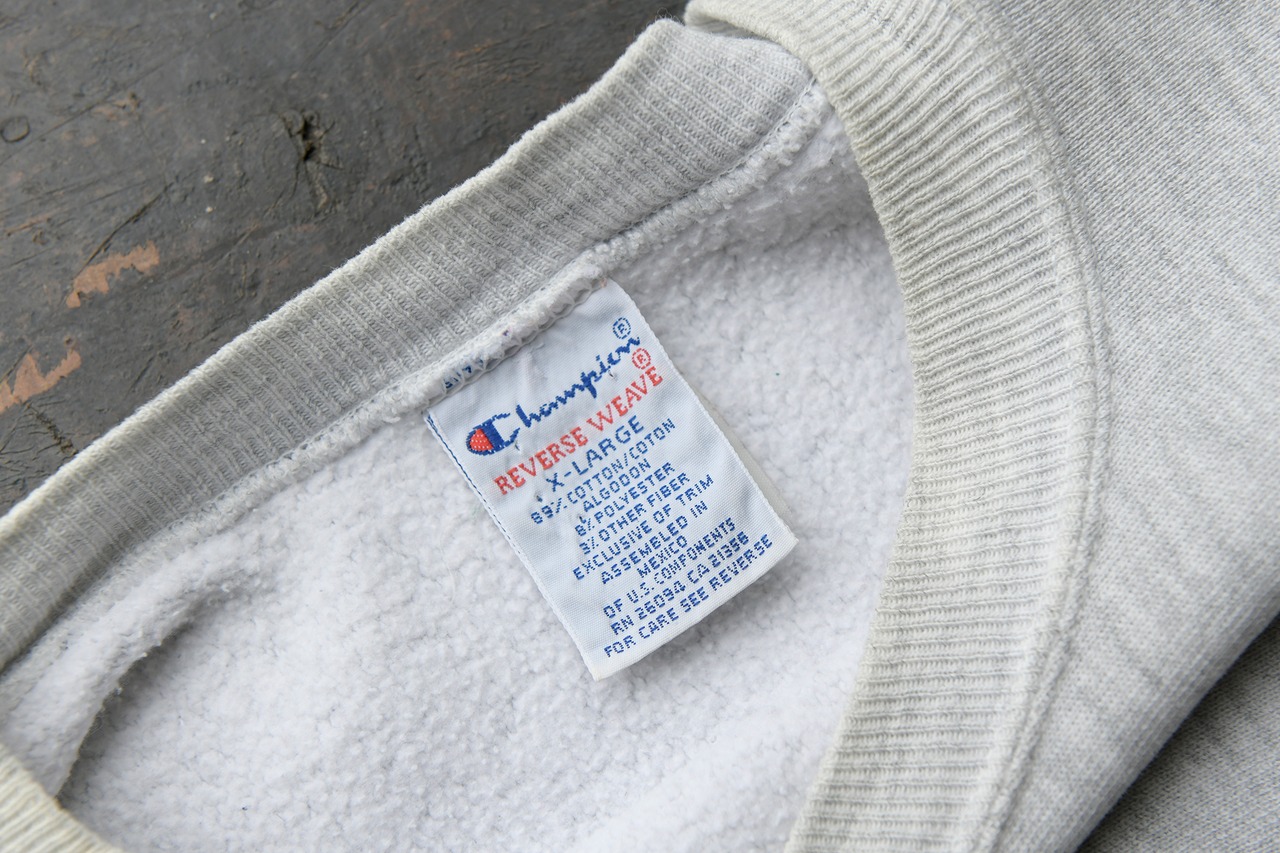 Champion®
REVERSE WEAVE®
X-LARGE
89% COTTON/COTON
ALGODON
8% POLYESTER
3% OTHER FIBER
EXCLUSIVE OF TRIM
ASSEMBLED IN
MEXICO
OF U.S. COMPONENTS
RN 26094 CA 21356
FOR CARE SEE REVERSE